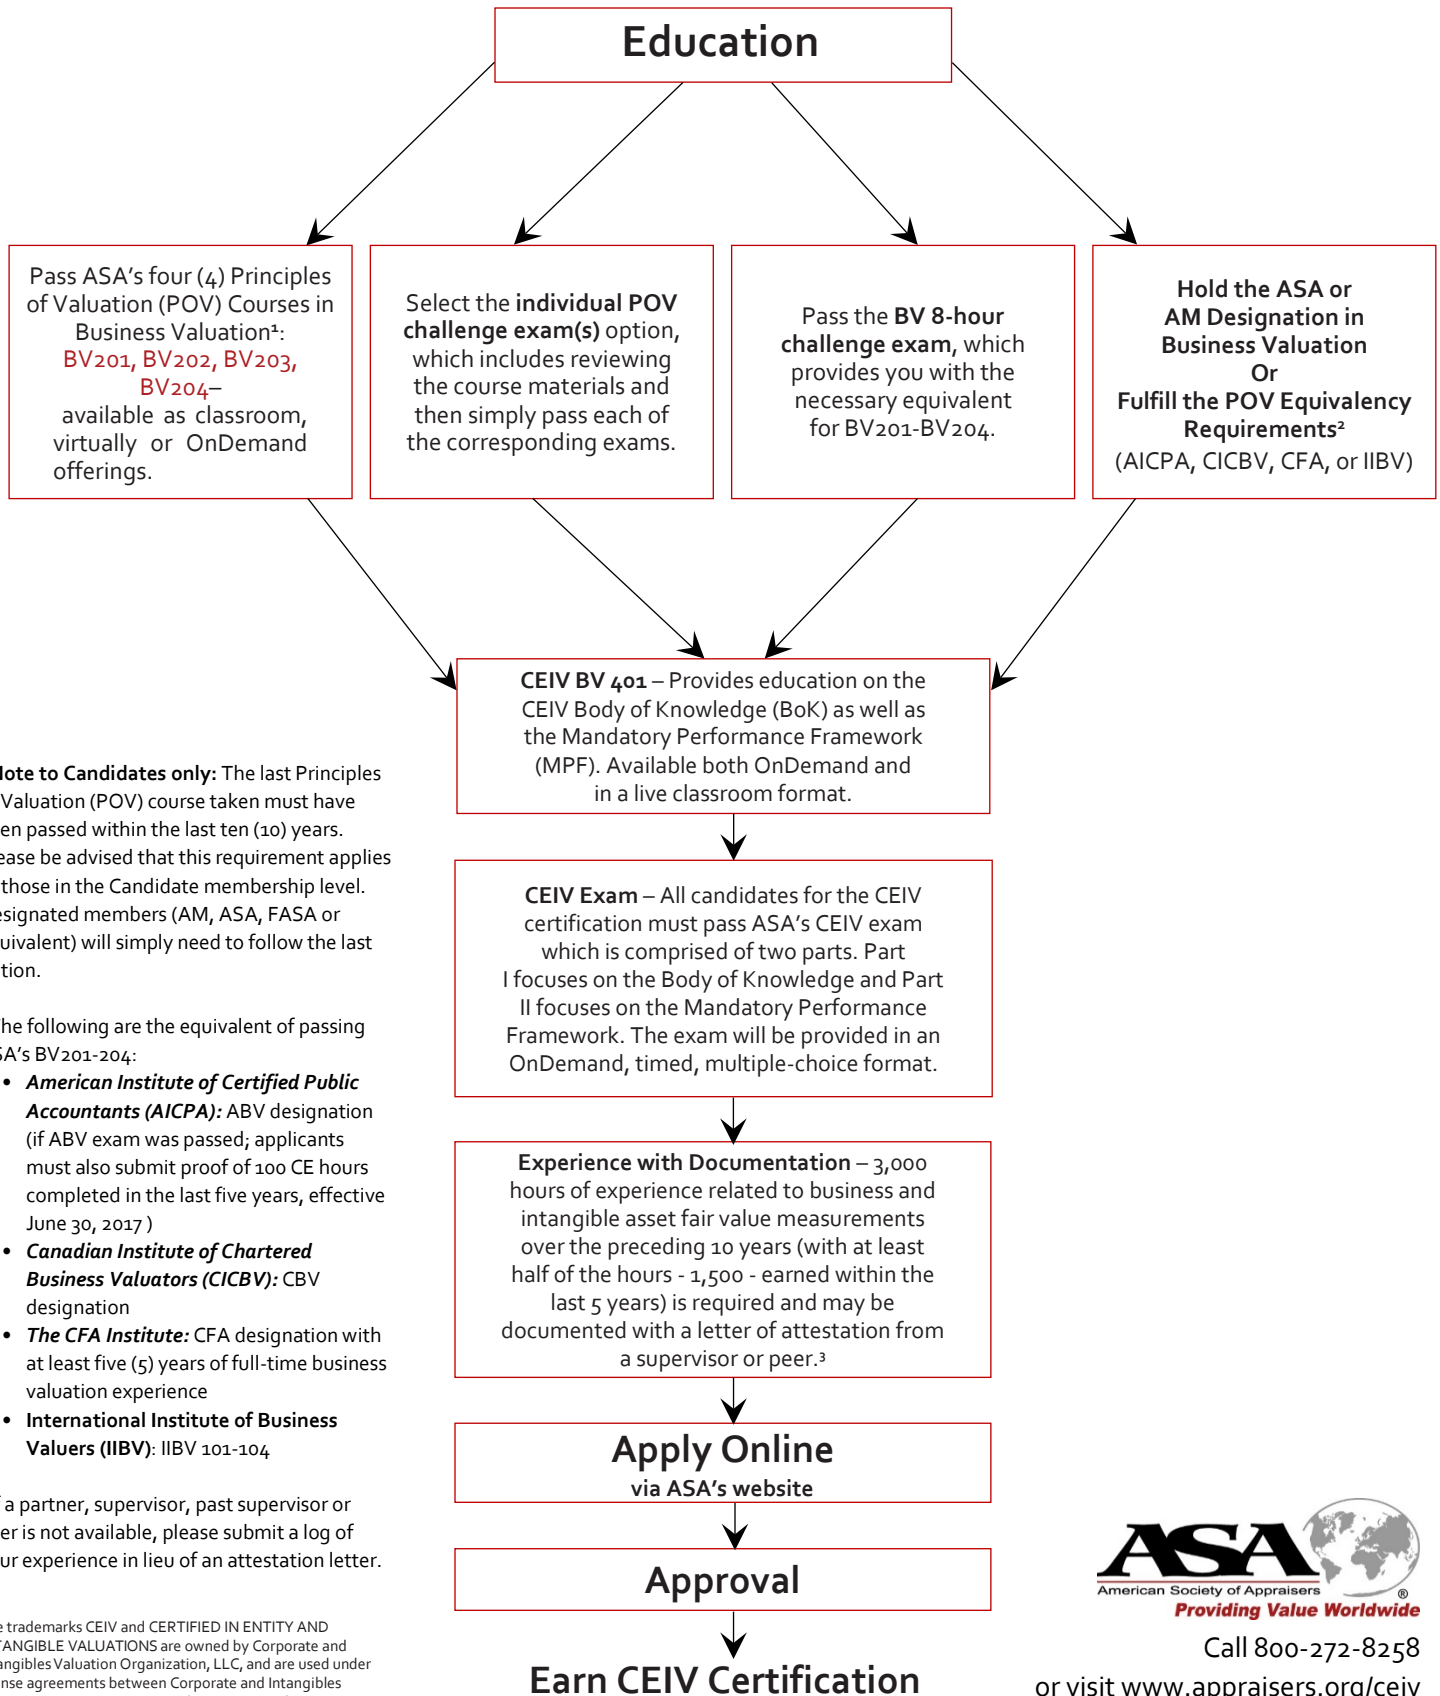 Education
Pass ASA's four (4) Principles
of Valuation (POV) Courses in
Business Valuation¹:
BV201, BV202, BV203,
BV204–
available as classroom,
virtually or OnDemand
offerings.
Select the individual POV
challenge exam(s) option,
which includes reviewing
the course materials and
then simply pass each of
the corresponding exams.
Pass the BV 8-hour
challenge exam, which
provides you with the
necessary equivalent
for BV201-BV204.
Hold the ASA or
AM Designation in
Business Valuation
Or
Fulfill the POV Equivalency
Requirements²
(AICPA, CICBV, CFA, or IIBV)
CEIV BV 401 – Provides education on the
CEIV Body of Knowledge (BoK) as well as
the Mandatory Performance Framework
(MPF). Available both OnDemand and
in a live classroom format.
CEIV Exam – All candidates for the CEIV
certification must pass ASA's CEIV exam
which is comprised of two parts. Part
I focuses on the Body of Knowledge and Part
II focuses on the Mandatory Performance
Framework. The exam will be provided in an
OnDemand, timed, multiple-choice format.
Experience with Documentation – 3,000
hours of experience related to business and
intangible asset fair value measurements
over the preceding 10 years (with at least
half of the hours - 1,500 - earned within the
last 5 years) is required and may be
documented with a letter of attestation from
a supervisor or peer.³
Apply Online
via ASA's website
Approval
Earn CEIV Certification
to Candidates only: The last Principles
Valuation (POV) course taken must have
passed within the last ten (10) years.
be advised that this requirement applies
those in the Candidate membership level.
members (AM, ASA, FASA or
will simply need to follow the last
following are the equivalent of passing
BV201-204:
• American Institute of Certified Public
Accountants (AICPA): ABV designation
(if ABV exam was passed; applicants
must also submit proof of 100 CE hours
completed in the last five years, effective
June 30, 2017 )
• Canadian Institute of Chartered
Business Valuators (CICBV): CBV
designation
• The CFA Institute: CFA designation with
at least five (5) years of full-time business
valuation experience
• International Institute of Business
Valuers (IIBV): IIBV 101-104
a partner, supervisor, past supervisor or
is not available, please submit a log of
experience in lieu of an attestation letter.
trademarks CEIV and CERTIFIED IN ENTITY AND
VALUATIONS are owned by Corporate and
Valuation Organization, LLC, and are used under
agreements between Corporate and Intangibles
ASA
American Society of Appraisers ®
Providing Value Worldwide
Call 800-272-8258
or visit www.appraisers.org/ceiv